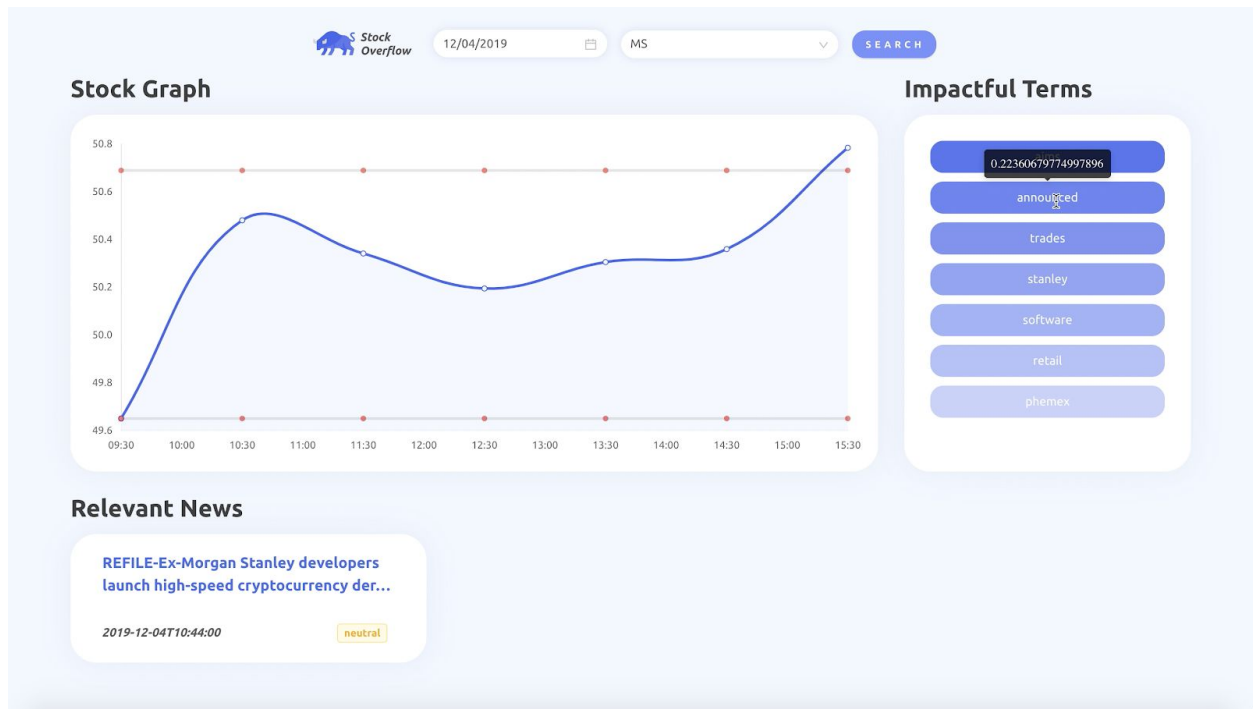 Stock
Overflow
12/04/2019
MS
SEARCH
Stock Graph
Impactful Terms
50.8
50.6
50.4
50.2
50.0
49.8
49.6
09:30 10:00 10:30 11:00 11:30 12:00 12:30 13:00 13:30 14:00 14:30 15:00 15:30
0.22360679774997896
announced
trades
stanley
software
retail
phemex
Relevant News
REFILE-Ex-Morgan Stanley developers
launch high-speed cryptocurrency der...
2019-12-04T10:44:00
neutral